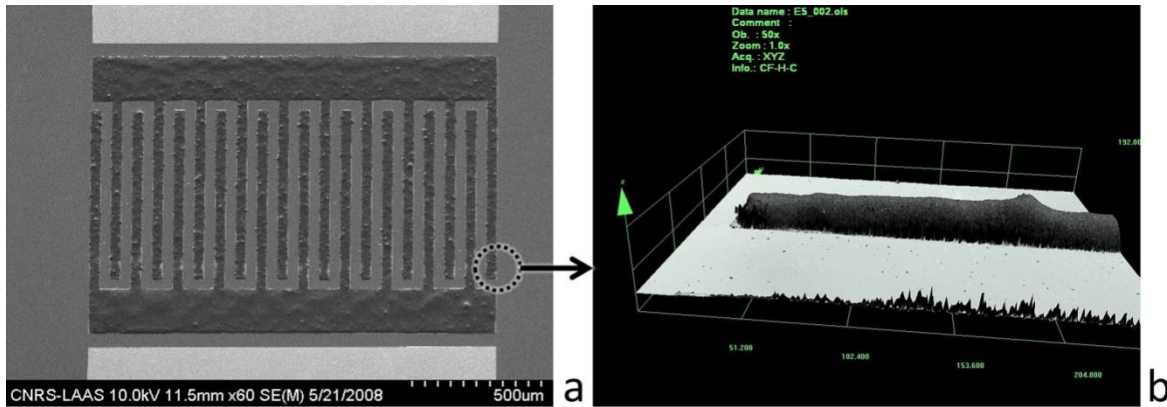 CNRS-LAAS 10.0kV 11.5mm x60 SE(M) 5/21/2008
500um
a
Data name : E5_002.ols
Comment :
Ob. : 50x
Zoom : 1.0x
Acq. : XYZ
Info.: CF-H-C
192.00
z
51.200
102.400
153.600
204.800
b